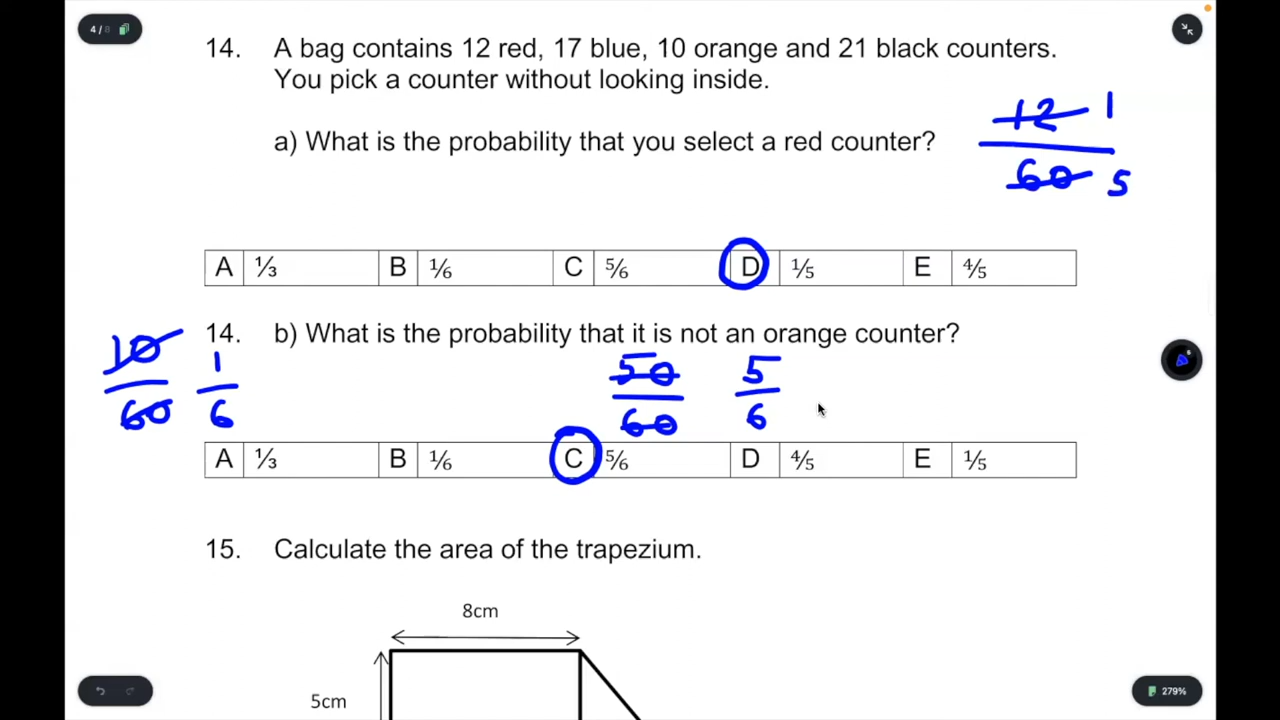 4 / 8
14. A bag contains 12 red, 17 blue, 10 orange and 21 black counters.
You pick a counter without looking inside.
12 1
a) What is the probability that you select a red counter?
60 5
A ⅓ B ⅙ C ⅚ D ⅕ E ⅘
14. b) What is the probability that it is not an orange counter?
10 1 50 5
60 6 60 6
A ⅓ B ⅙ C ⅚ D ⅘ E ⅕
15. Calculate the area of the trapezium.
8cm
5cm
279%